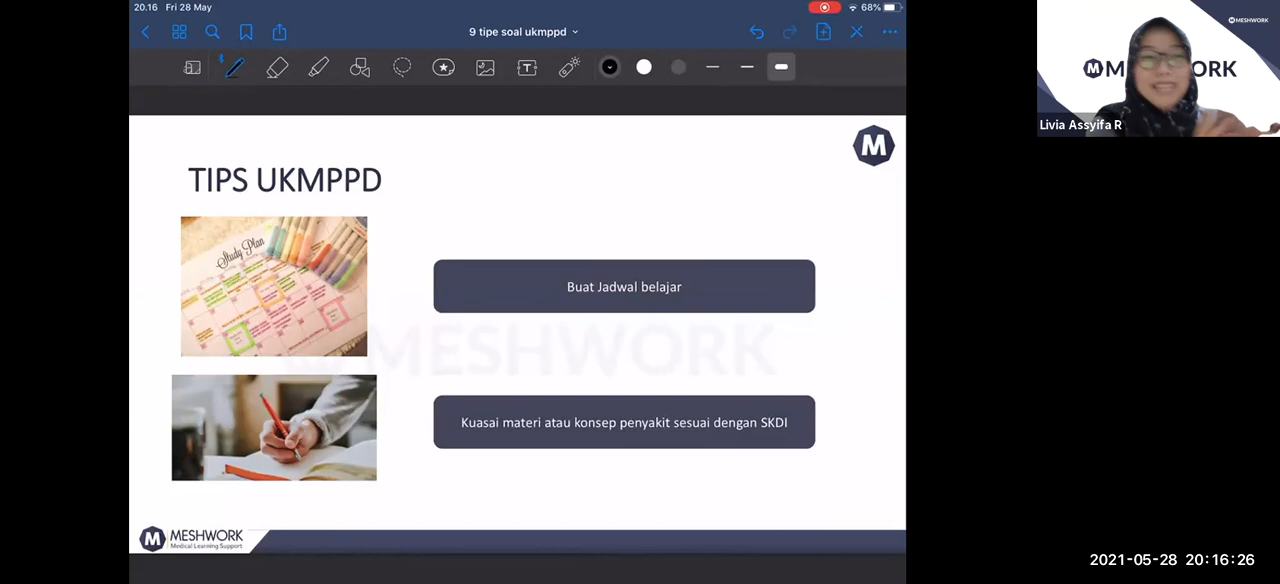 20.16 Fri 28 May
68%
9 tipe soal ukmppd
MESHWORK
Livia Assyifa R
M
TIPS UKMPPD
Study Plan
Buat Jadwal belajar
MESHWORK
Kuasai materi atau konsep penyakit sesuai dengan SKDI
M MESHWORK
Medical Learning Support
2021-05-28 20:16:26